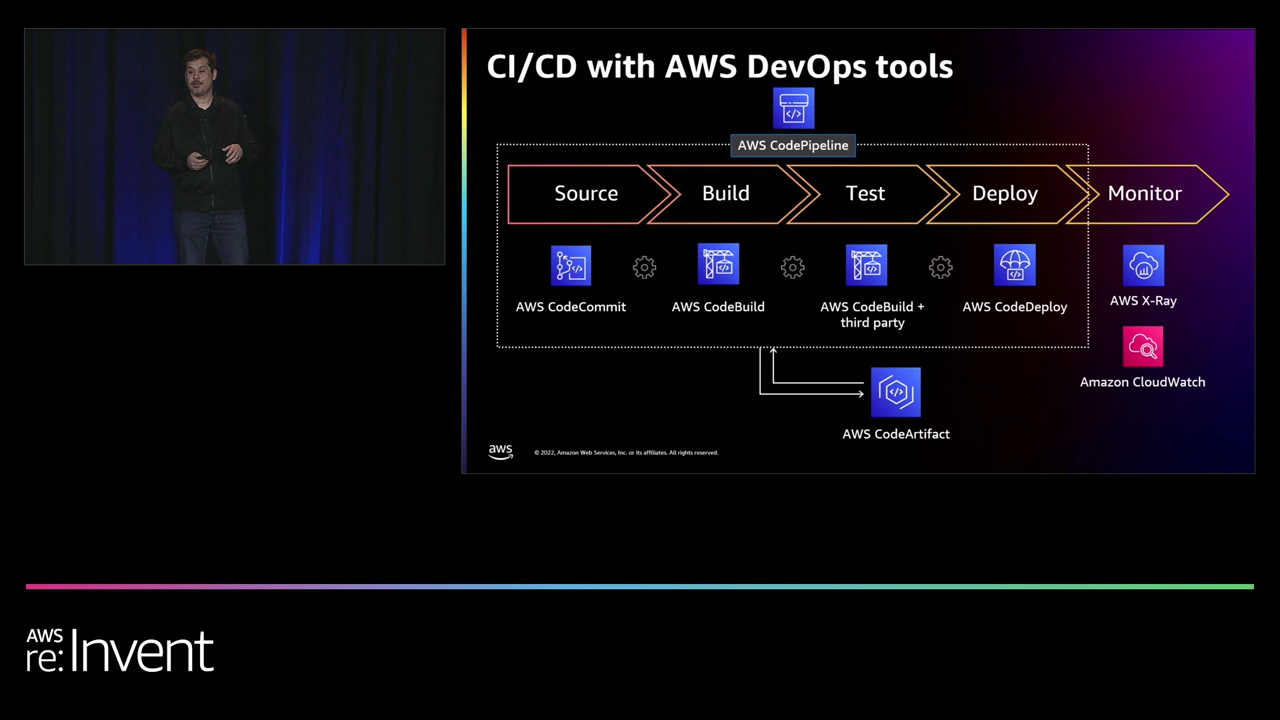 CI/CD with AWS DevOps tools
AWS CodePipeline
Source
Build
Test
Deploy
Monitor
AWS CodeCommit
AWS CodeBuild
AWS CodeBuild +
third party
AWS CodeDeploy
AWS X-Ray
Amazon CloudWatch
AWS CodeArtifact
aws
© 2022, Amazon Web Services, Inc. or its affiliates. All rights reserved.
AWS
re:Invent